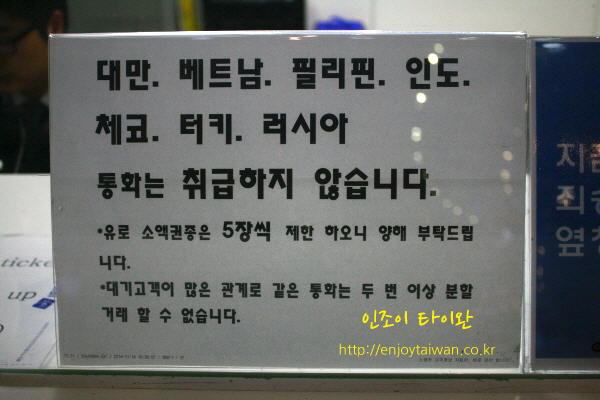 대만. 베트남. 필리핀. 인도.
체코. 터키. 러시아
통화는 취급하지 않습니다.
•유로 소액권종은 5장씩 제한 하오니 양해 부탁드립
니다.
•대기고객이 많은 관계로 같은 통화는 두 번 이상 분할
거래 할 수 없습니다.
인조이 타이완
http://enjoytaiwan.co.kr
ticke
up
죄송